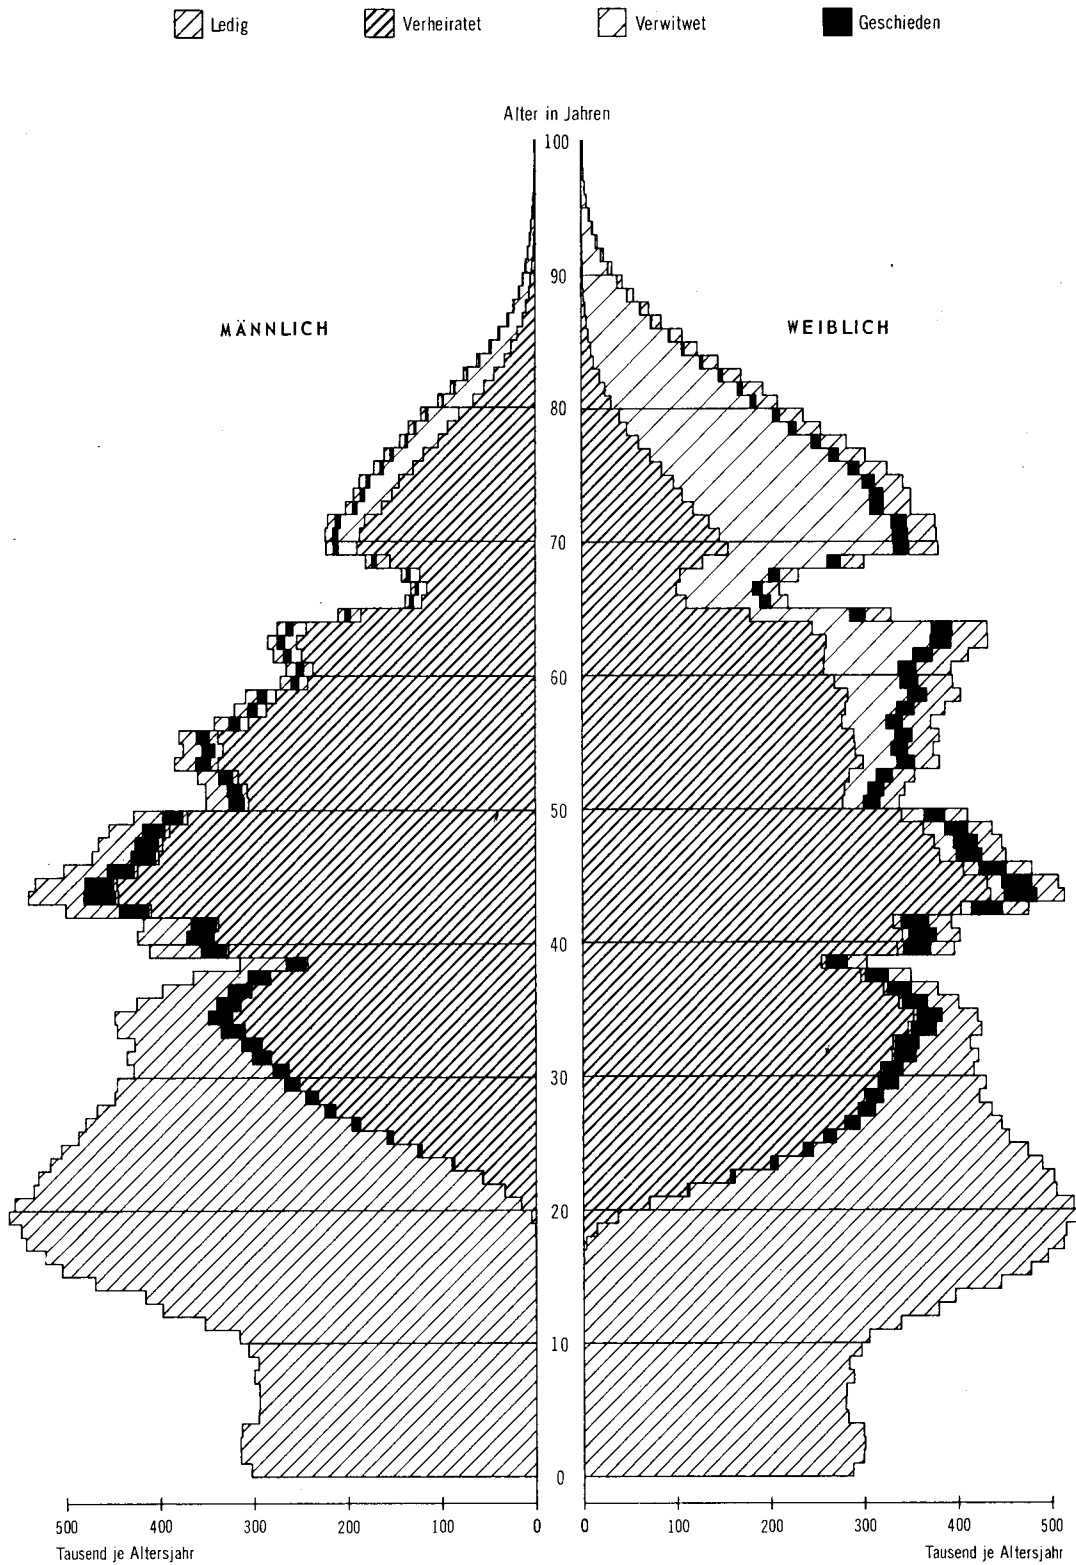 Ledig Verheiratet Verwitwet Geschieden
Alter in Jahren
100
90
MÄNNLICH WEIBLICH
80
70
60
50
40
30
20
10
0
500 400 300 200 100 0 0 100 200 300 400 500
Tausend je Altersjahr Tausend je Altersjahr